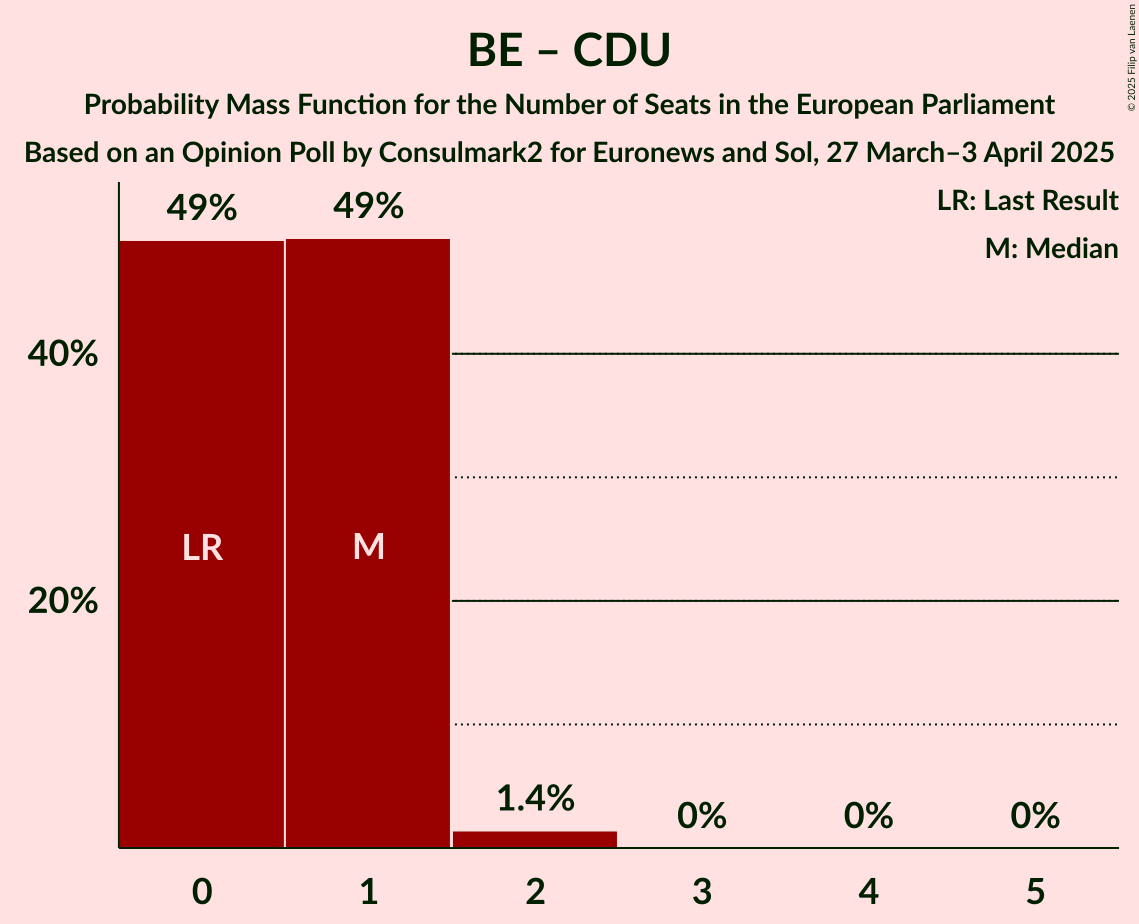 BE – CDU
Probability Mass Function for the Number of Seats in the European Parliament
Based on an Opinion Poll by Consulmark2 for Euronews and Sol, 27 March–3 April 2025
© 2025 Filip van Laenen
LR: Last Result
M: Median
49%
49%
40%
LR
M
20%
1.4%
0%
0%
0%
0
1
2
3
4
5